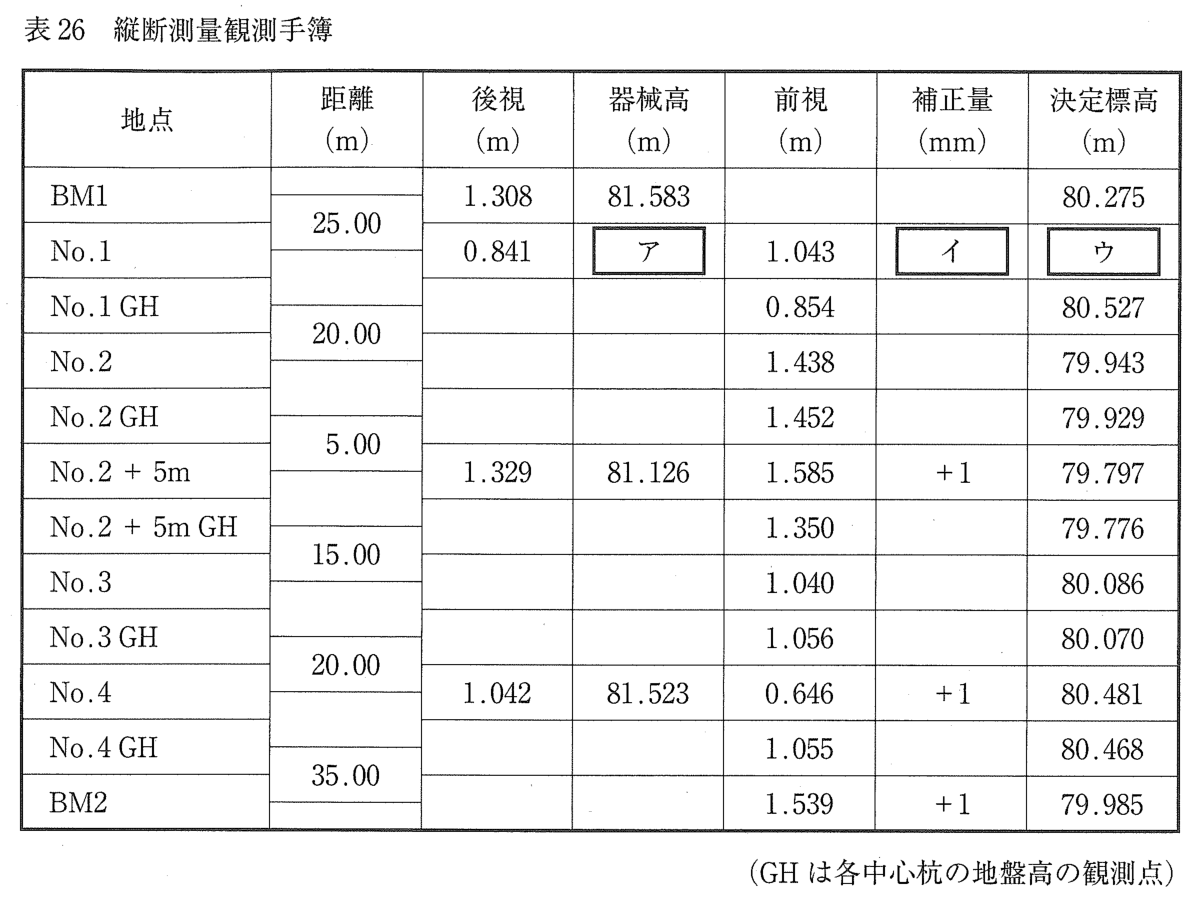 表26 縦断測量観測手簿
地点 距離 (m) 後視 (m) 器械高 (m) 前視 (m) 補正量 (mm) 決定標高 (m)
BM1 1.308 81.583 80.275
25.00
No.1 0.841 ア 1.043 イ ウ
No.1 GH 0.854 80.527
20.00
No.2 1.438 79.943
No.2 GH 1.452 79.929
5.00
No.2 + 5m 1.329 81.126 1.585 +1 79.797
No.2 + 5m GH 1.350 79.776
15.00
No.3 1.040 80.086
No.3 GH 1.056 80.070
20.00
No.4 1.042 81.523 0.646 +1 80.481
No.4 GH 1.055 80.468
35.00
BM2 1.539 +1 79.985
(GHは各中心杭の地盤高の観測点)